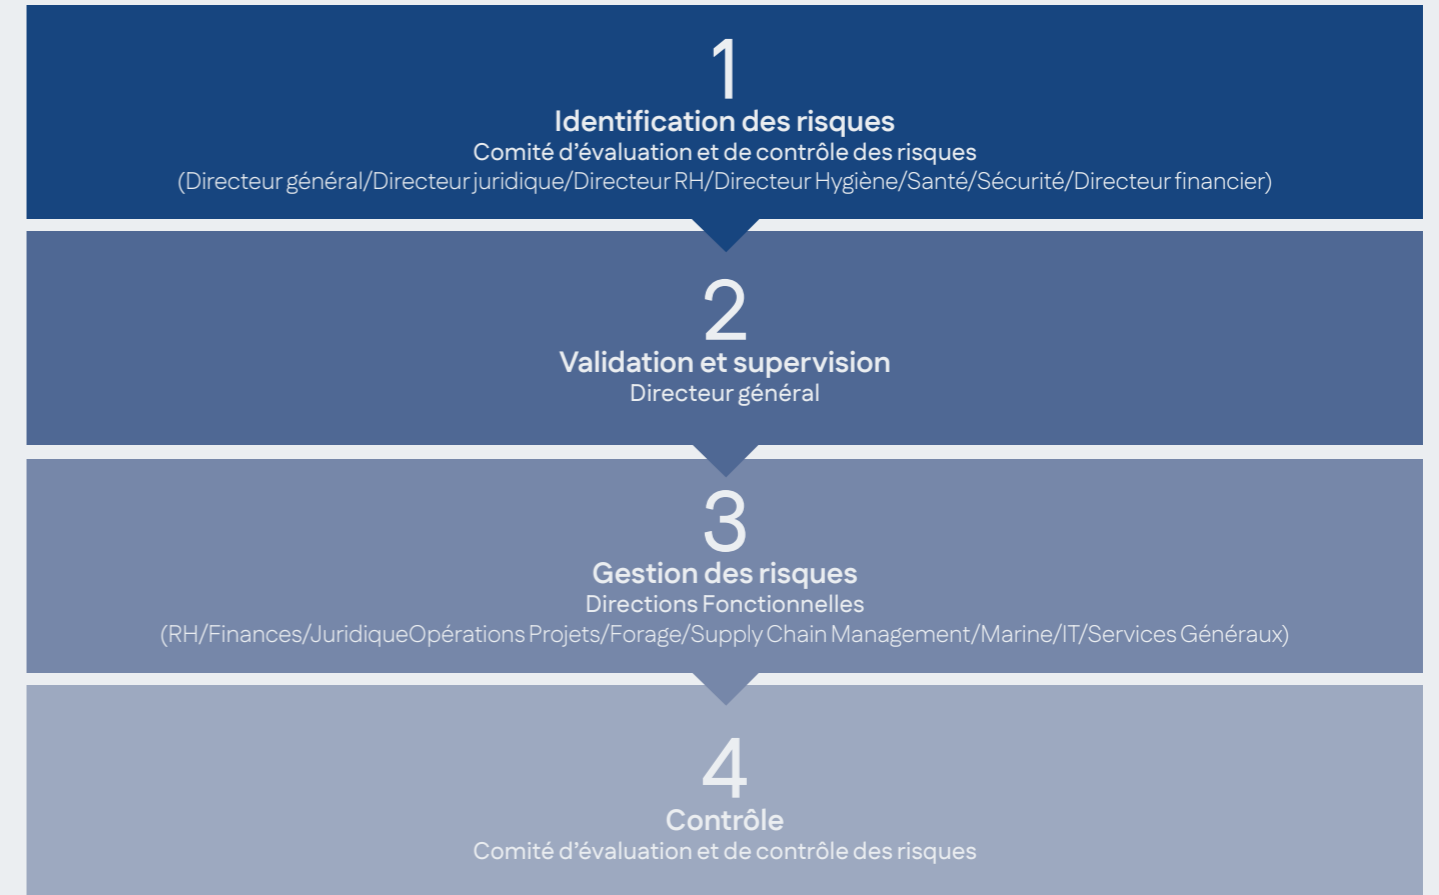 1
Identification des risques
Comité d’évaluation et de contrôle des risques
(Directeur général/Directeur juridique/Directeur RH/Directeur Hygiène/Santé/Sécurité/Directeur financier)
2
Validation et supervision
Directeur général
3
Gestion des risques
Directions Fonctionnelles
(RH/Finances/JuridiqueOpérations Projets/Forage/Supply Chain Management/Marine/IT/Services Généraux)
4
Contrôle
Comité d’évaluation et de contrôle des risques